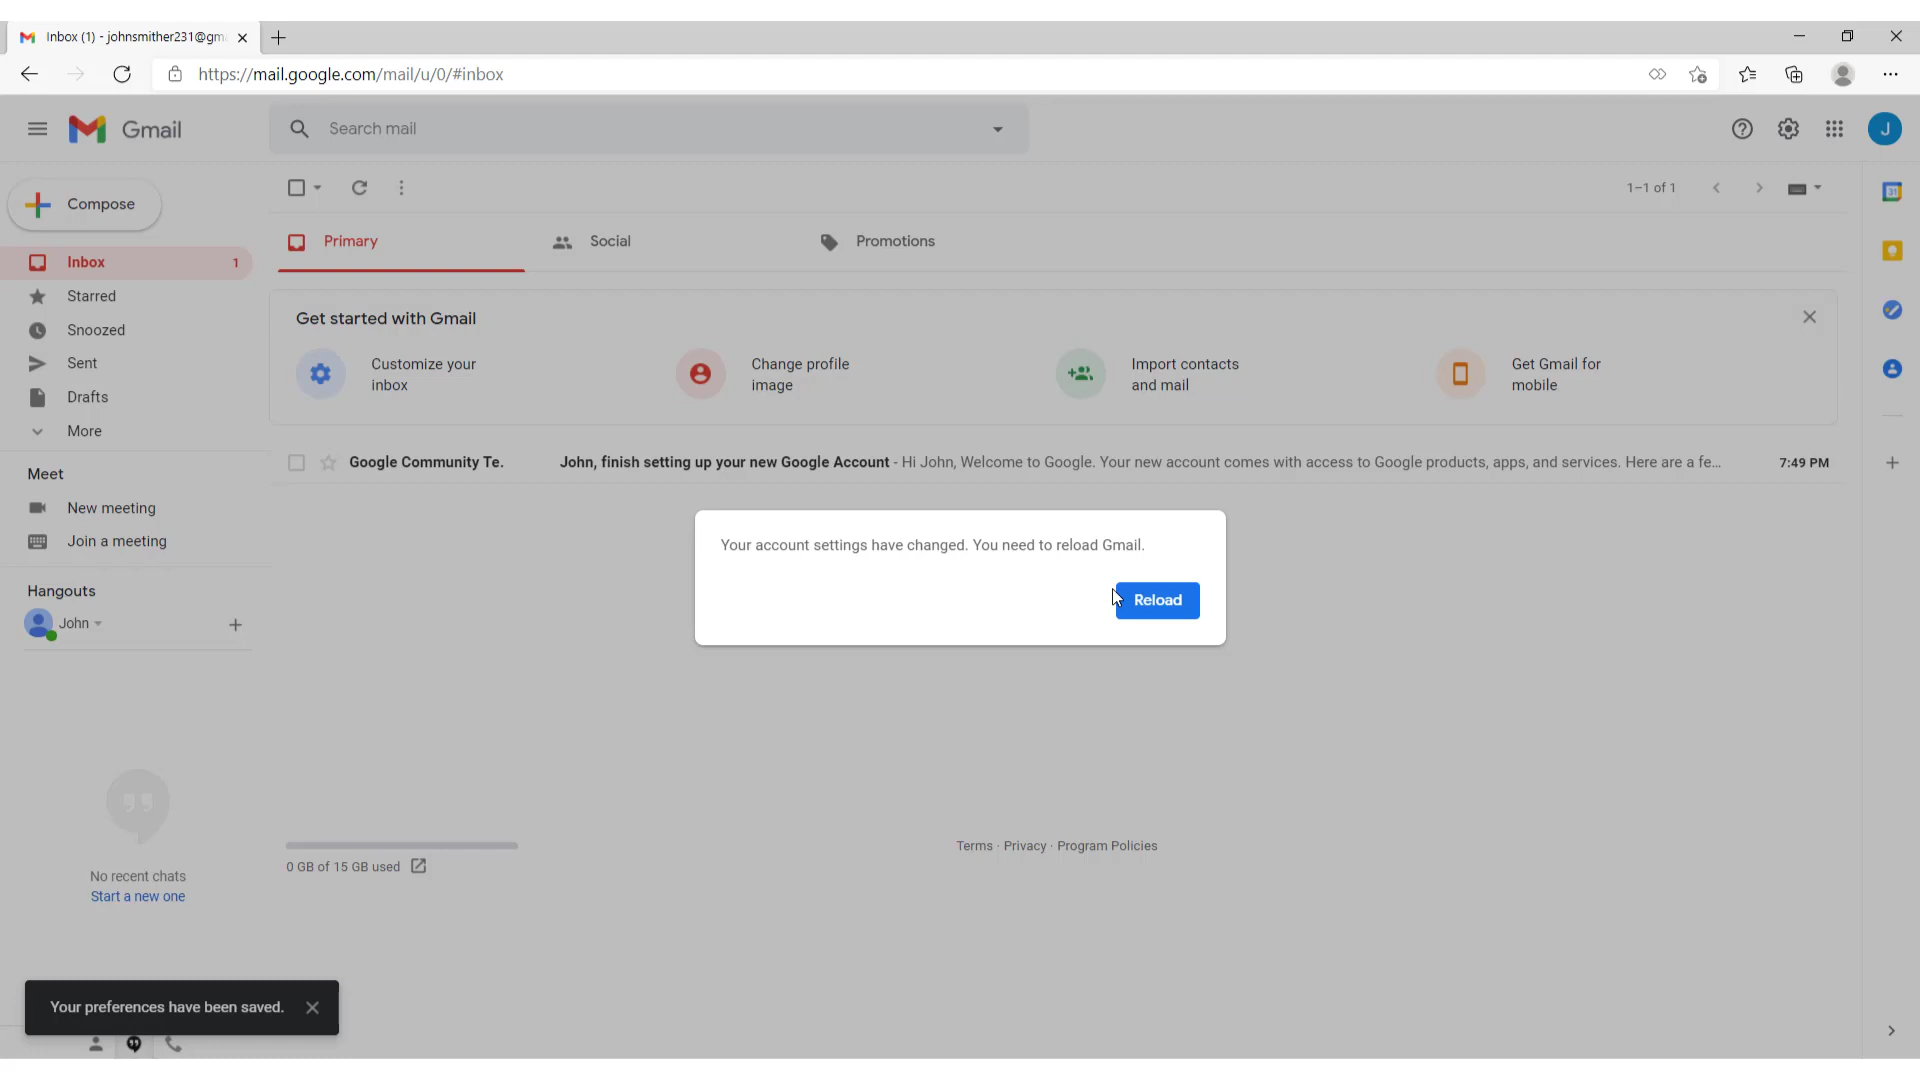 Inbox (1) - johnsmither231@gm
https://mail.google.com/mail/u/0/#inbox
Gmail
Search mail
J
Compose
1–1 of 1
31
Primary
Social
Promotions
Inbox
1
Starred
Snoozed
Sent
Drafts
More
Get started with Gmail
Customize your
inbox
Change profile
image
Import contacts
and mail
Get Gmail for
mobile
Google Community Te.
John, finish setting up your new Google Account - Hi John, Welcome to Google. Your new account comes with access to Google products, apps, and services. Here are a fe...
7:49 PM
Meet
New meeting
Join a meeting
Your account settings have changed. You need to reload Gmail.
Reload
Hangouts
John
No recent chats
Start a new one
0 GB of 15 GB used
Terms · Privacy · Program Policies
Your preferences have been saved.